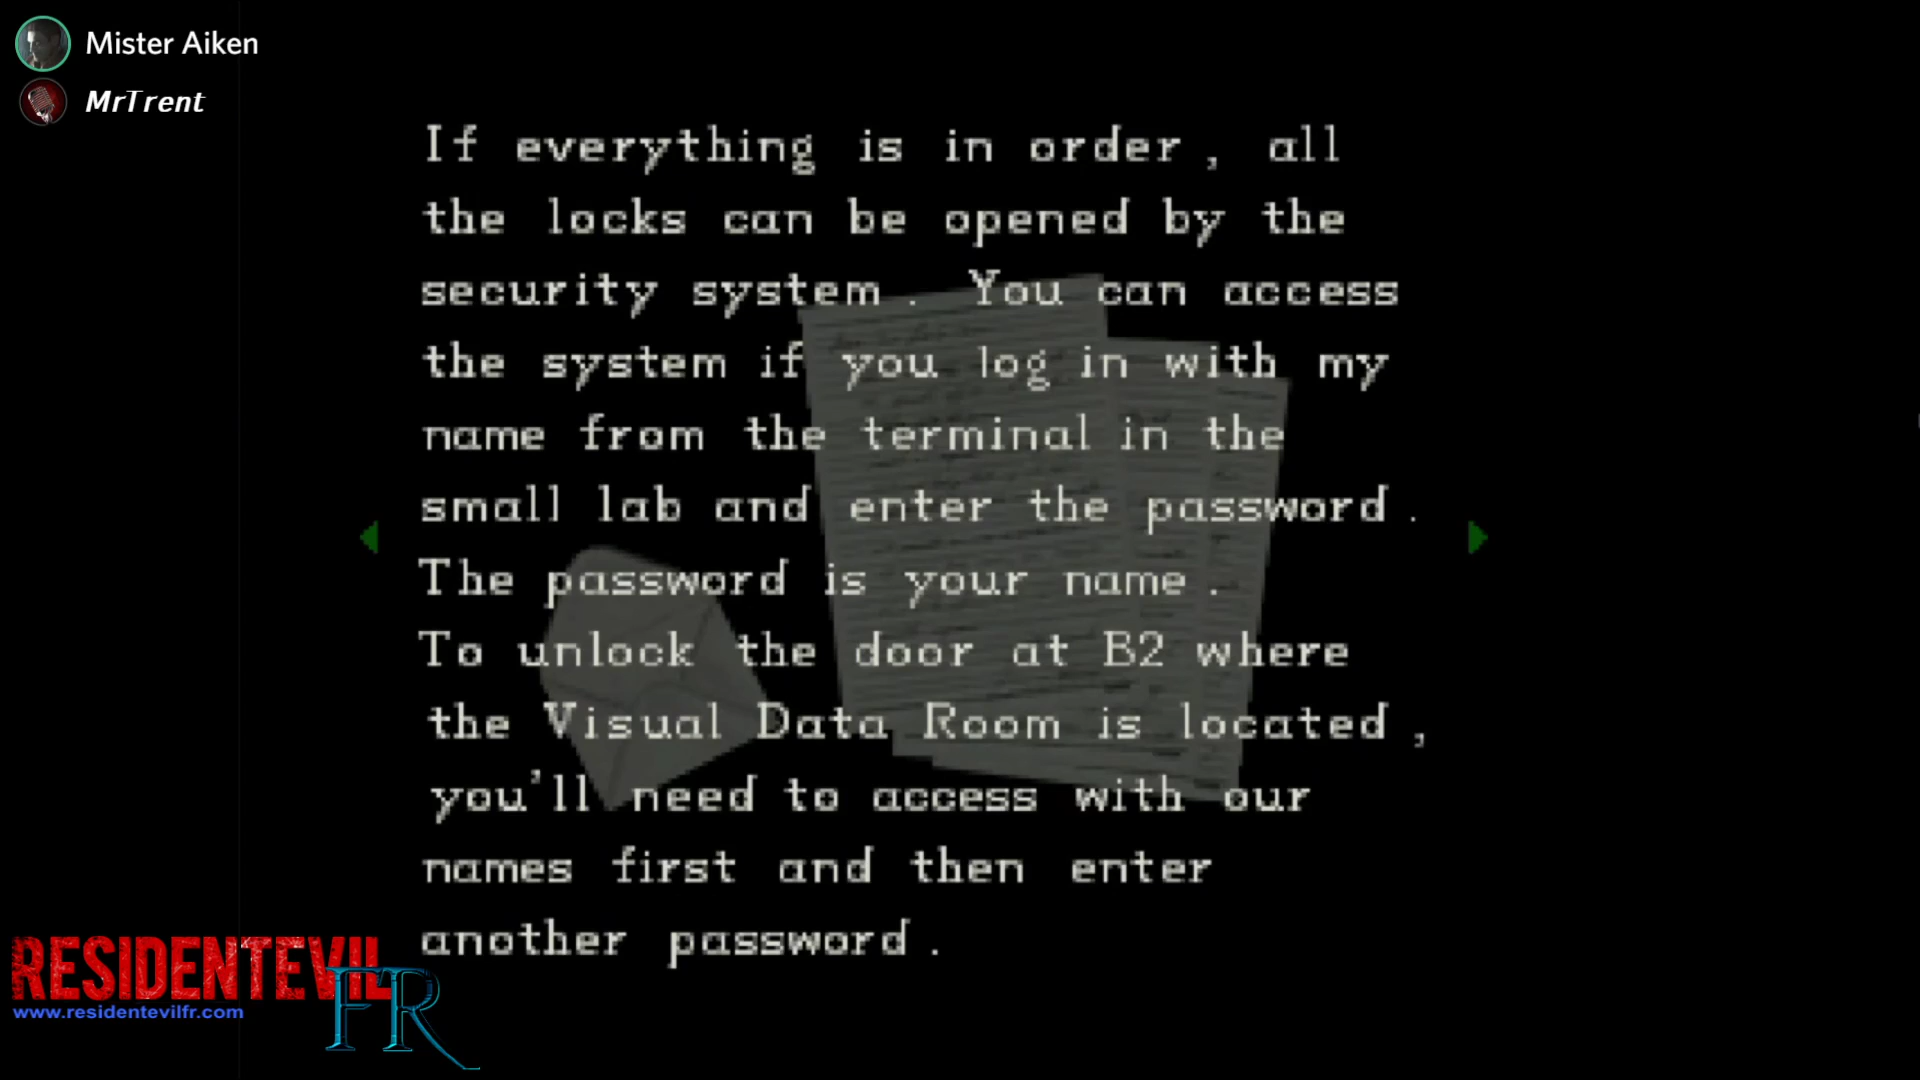 Mister Aiken
MrTrent
If everything is in order, all
the locks can be opened by the
security system. You can access
the system if you log in with my
name from the terminal in the
small lab and enter the password.
The password is your name.
To unlock the door at B2 where
the Visual Data Room is located,
you'll need to access with our
names first and then enter
another password.
RESIDENTEVIL
FR
www.residentevilfr.com